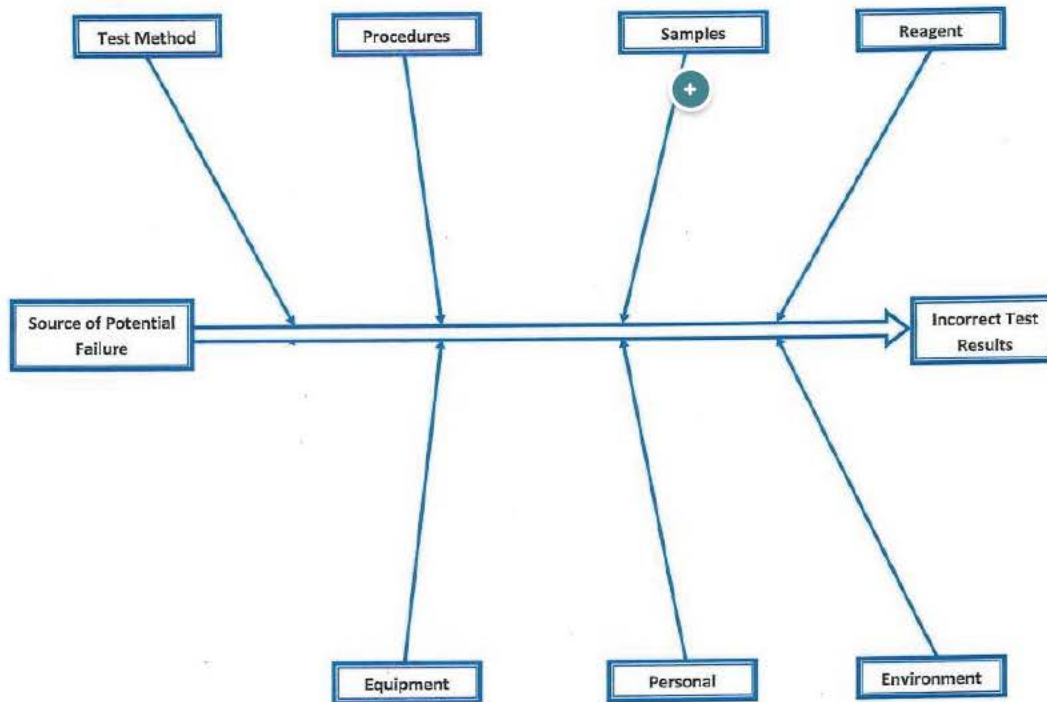 Test Method
Procedures
Samples
Reagent
+
Source of Potential
Failure
Incorrect Test
Results
Equipment
Personal
Environment